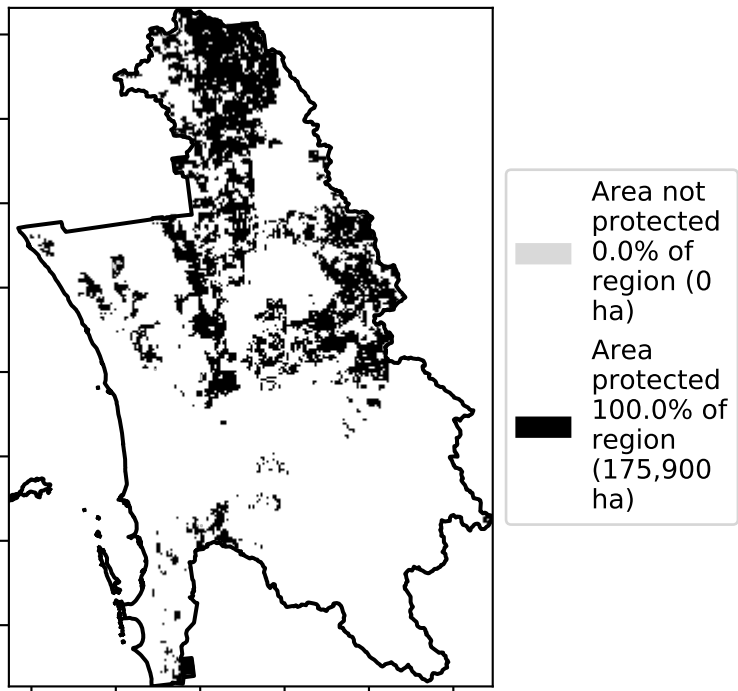 Area not
protected
0.0% of
region (0
ha)
Area
protected
100.0% of
region
(175,900
ha)